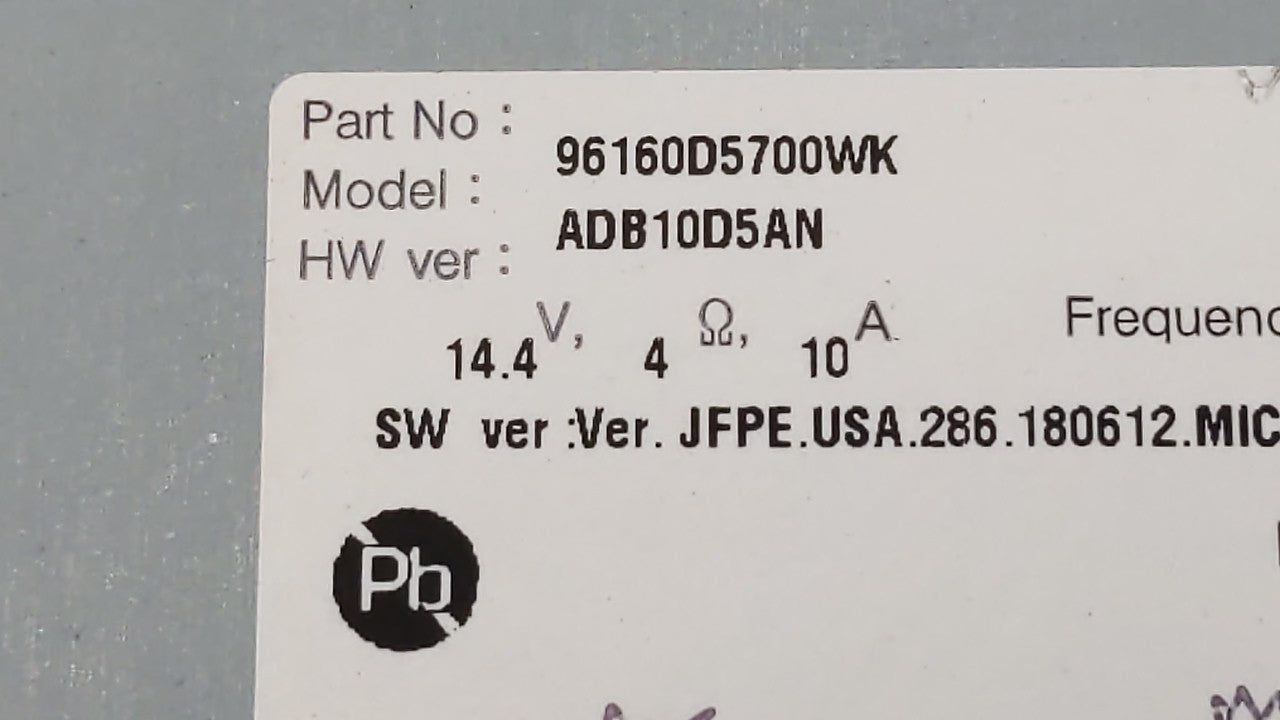 Part No :
96160D5700WK
Model :
ADB10D5AN
HW ver :
14.4 V, 4 Ω, 10 A
Frequenc
SW ver :Ver. JFPE.USA.286.180612.MIC
Pb